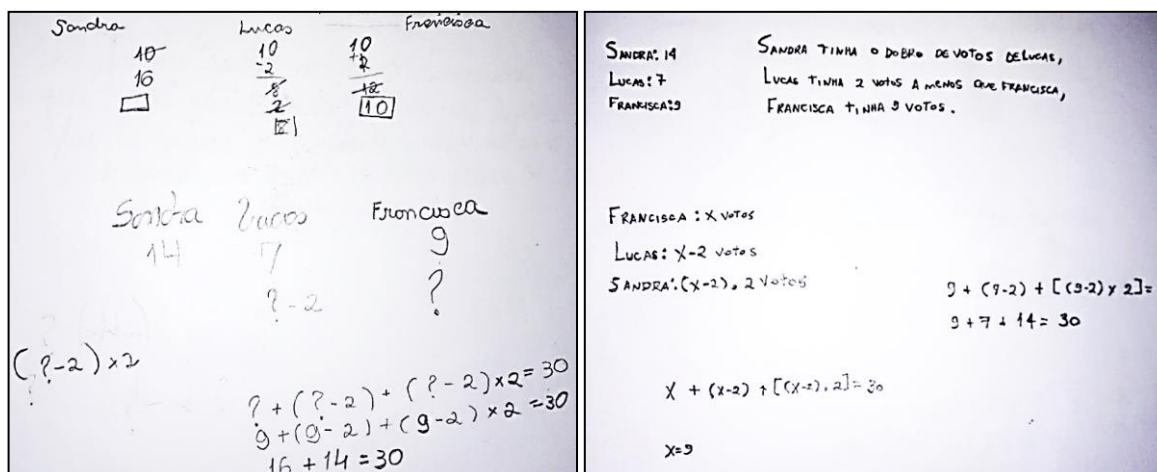 Sandra Lucas Francisca
10 10 10
16 -2 +2
8 12
2 10
Sandra Lucas Francisca
14 7 9
? - 2 ?
(? - 2) × 2
? + (? - 2) + (? - 2) × 2 = 30
9 + (9 - 2) + (9 - 2) × 2 = 30
16 + 14 = 30
SANDRA: 14
LUCAS: 7
FRANCISCA: 9
SANDRA TINHA O DOBRO DE VOTOS DE LUCAS,
LUCAS TINHA 2 VOTOS A MENOS QUE FRANCISCA,
FRANCISCA TINHA 9 VOTOS.
FRANCISCA: X VOTOS
LUCAS: X-2 VOTOS
SANDRA: (X-2). 2 VOTOS
9 + (9-2) + [(9-2) x 2] =
9 + 7 + 14 = 30
X + (X-2) + [(X-2). 2] = 30
X=9